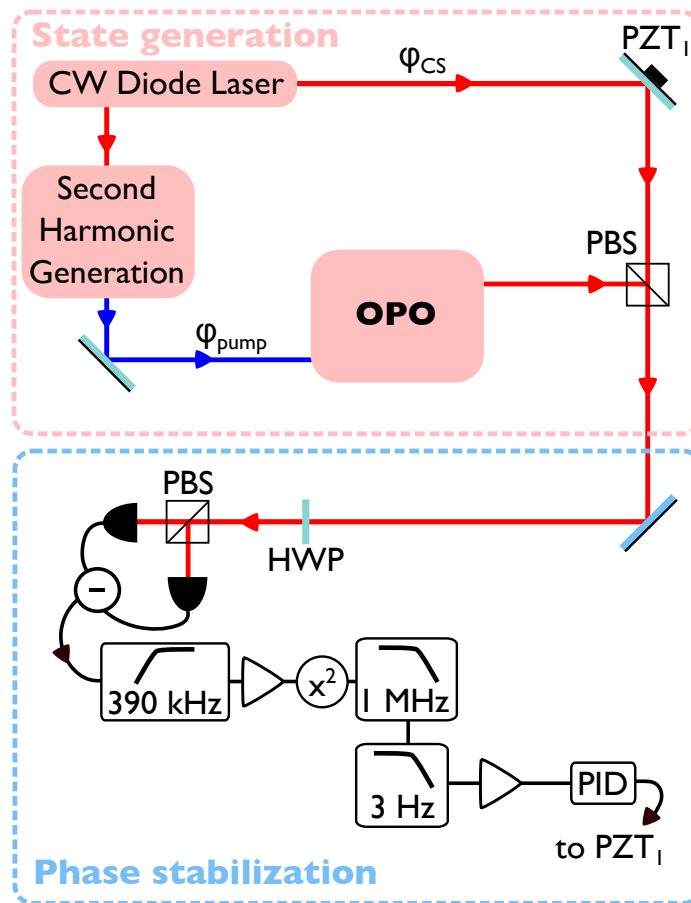 State generation
PZT₁
φCS
CW Diode Laser
Second
Harmonic
Generation
PBS
OPO
φpump
PBS
HWP
−
390 kHz
x²
1 MHz
3 Hz
PID
to PZT₁
Phase stabilization